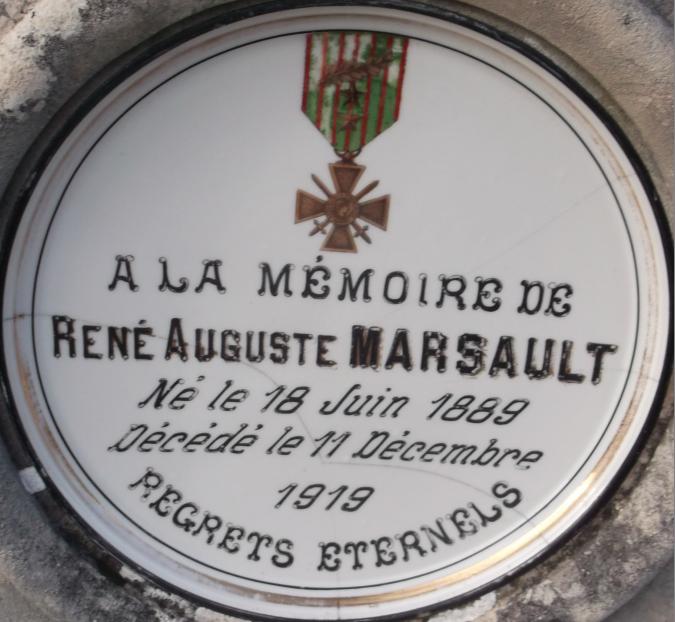 A LA MÉMOIRE DE
RENÉ AUGUSTE MARSAULT
Né le 18 Juin 1889
Décédé le 11 Décembre
1919
REGRETS ETERNELS